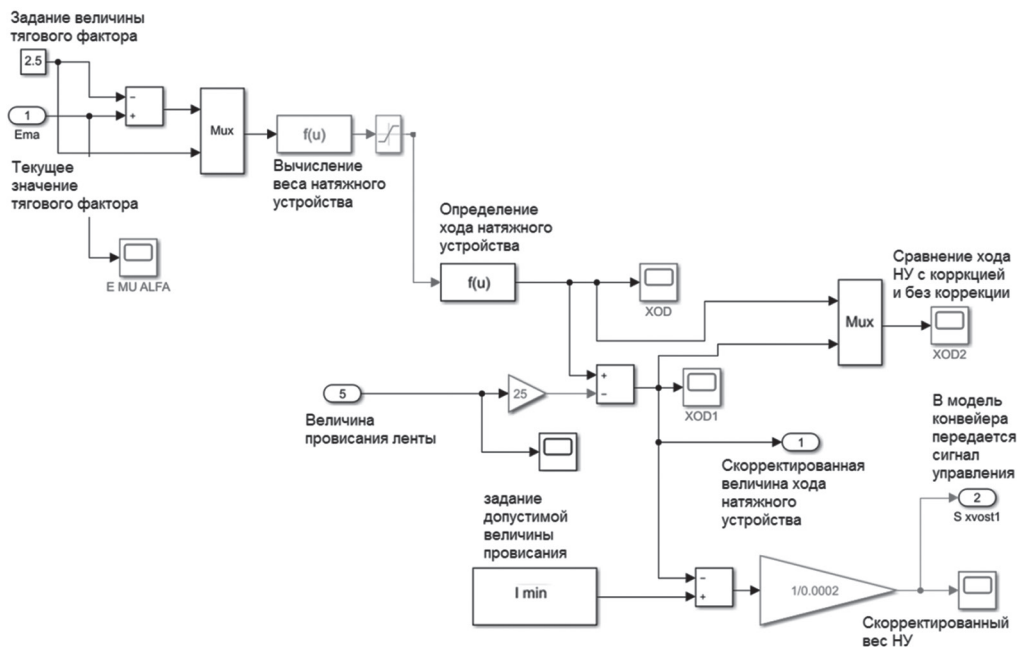 Задание величины
тягового фактора
2.5
−
+
1
Ema
Mux
f(u)
Текущее
значение
тягового фактора
Вычисление
веса натяжного
устройства
E MU ALFA
Определение
хода натяжного
устройства
f(u)
XOD
Сравнение хода
НУ с корркцией
и без коррекции
Mux
XOD2
5
25
+
−
XOD1
Величина
провисания ленты
1
Скорректированная
величина хода
натяжного
устройства
В модель
конвейера
передается
сигнал
управления
2
S xvost1
задание
допустимой
величины
провисания
l min
−
+
1/0.0002
Скорректированный
вес НУ